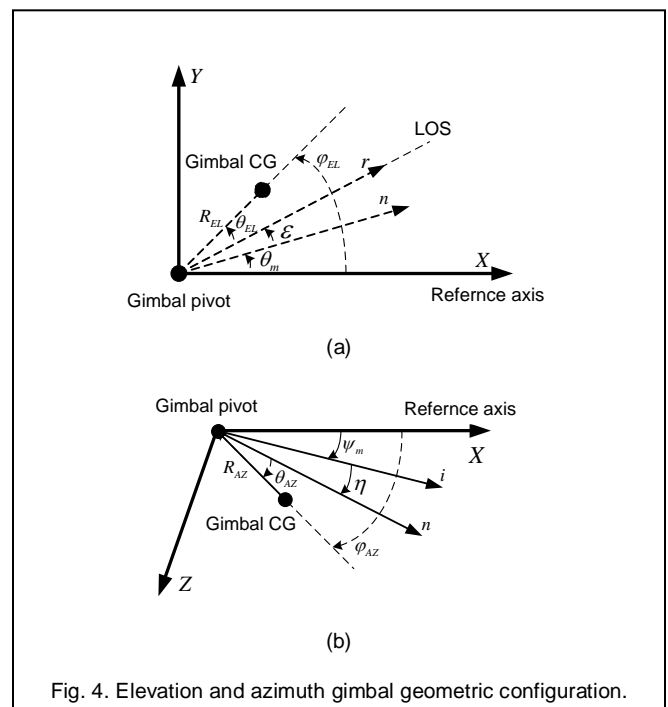 Y
LOS
Gimbal CG
φ_EL
r
n
R_EL
θ_EL
ε
θ_m
X
Gimbal pivot
Refernce axis
(a)
Gimbal pivot
Refernce axis
ψ_m
X
R_AZ
θ_AZ
η
i
Gimbal CG
n
φ_AZ
Z
(b)
Fig. 4. Elevation and azimuth gimbal geometric configuration.